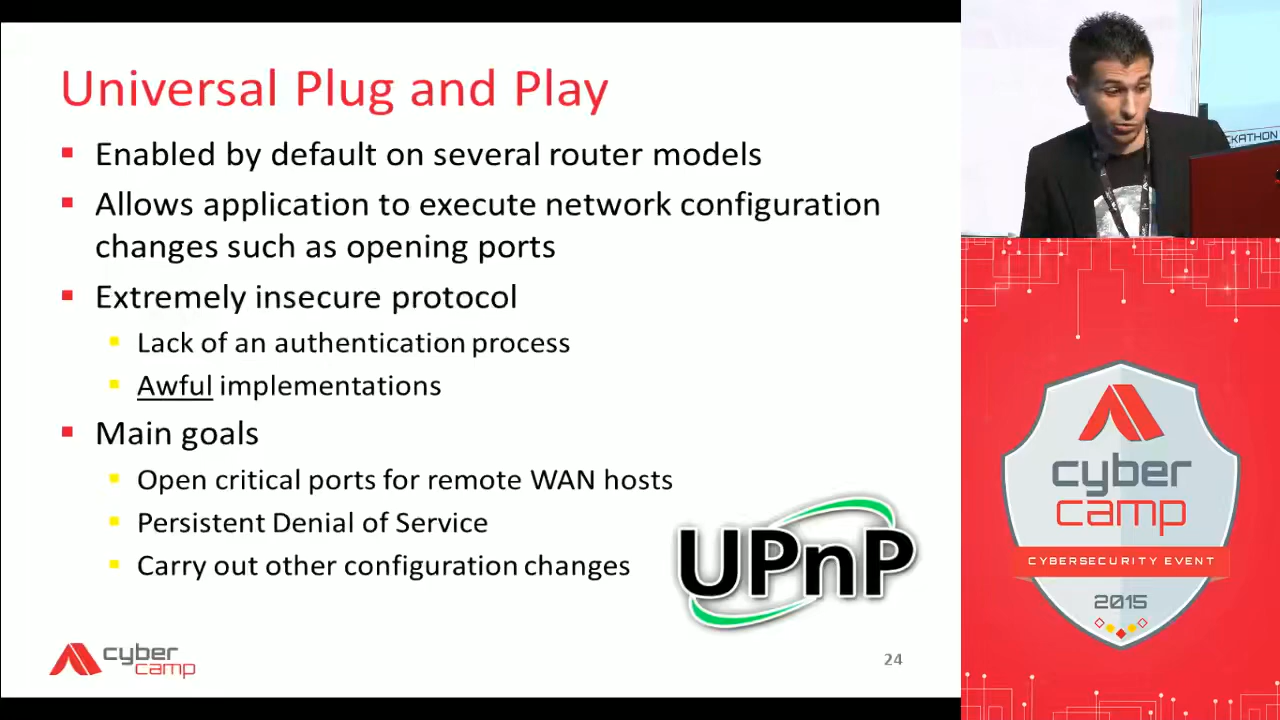 Universal Plug and Play
Enabled by default on several router models
Allows application to execute network configuration
changes such as opening ports
Extremely insecure protocol
Lack of an authentication process
Awful implementations
Main goals
Open critical ports for remote WAN hosts
Persistent Denial of Service
Carry out other configuration changes
UPnP
cyber
camp
24
CKATHON
cyber
camp
CYBERSECURITY EVENT
2015